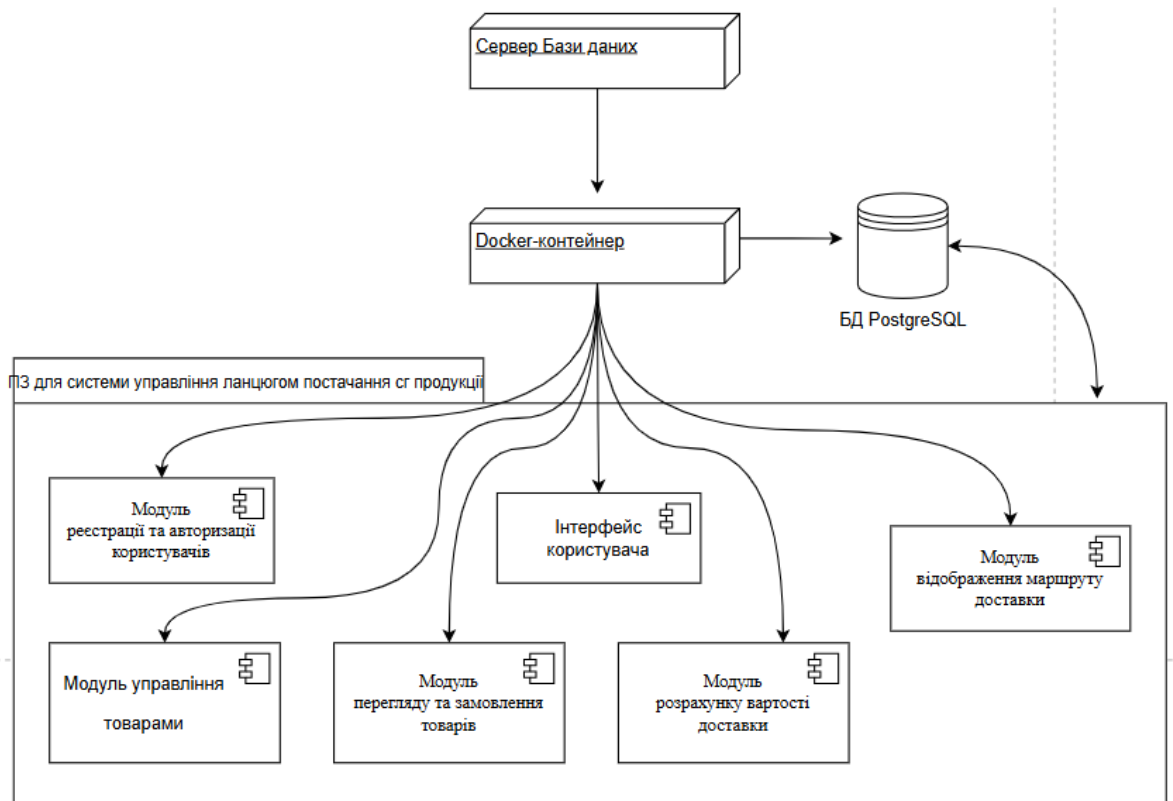 Сервер Бази даних
Docker-контейнер
БД PostgreSQL
ПЗ для системи управління ланцюгом постачання сг продукції
Модуль
реєстрації та авторизації
користувачів
Інтерфейс
користувача
Модуль
відображення маршруту
доставки
Модуль управління
товарами
Модуль
перегляду та замовлення
товарів
Модуль
розрахунку вартості
доставки